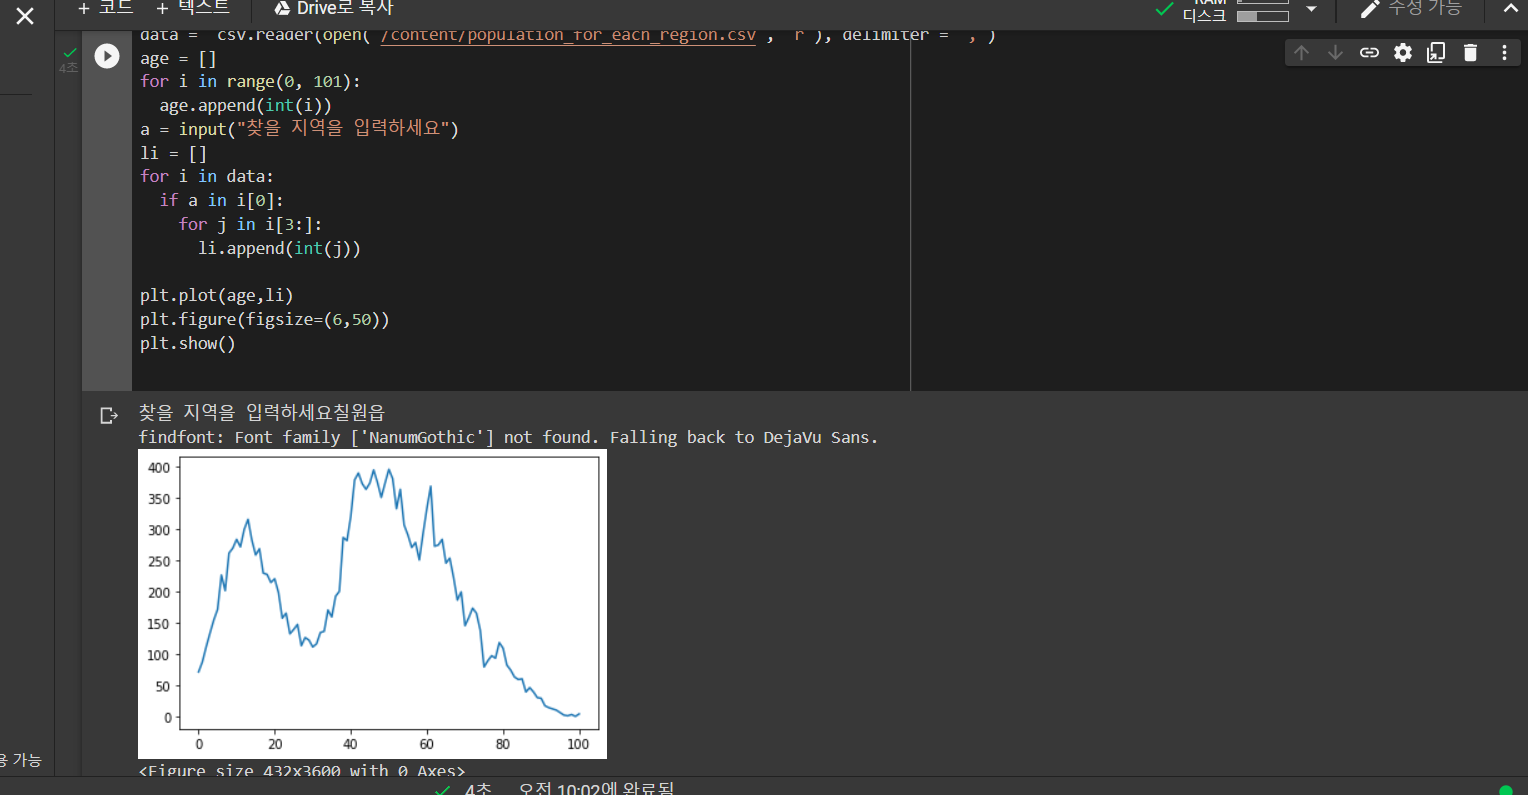 + 코드 + 텍스트 Drive로 복사
RAM
디스크
수정 가능
data = csv.reader(open('/content/population_for_each_region.csv', 'r'), delimiter = ',')
4초
age = []
for i in range(0, 101):
age.append(int(i))
a = input("찾을 지역을 입력하세요")
li = []
for i in data:
if a in i[0]:
for j in i[3:]:
li.append(int(j))
plt.plot(age,li)
plt.figure(figsize=(6,50))
plt.show()
찾을 지역을 입력하세요칠원읍
findfont: Font family ['NanumGothic'] not found. Falling back to DejaVu Sans.
400
350
300
250
200
150
100
50
0
0 20 40 60 80 100
용 가능
<Figure size 432x3600 with 0 Axes>
4초 오전 10:02에 완료됨